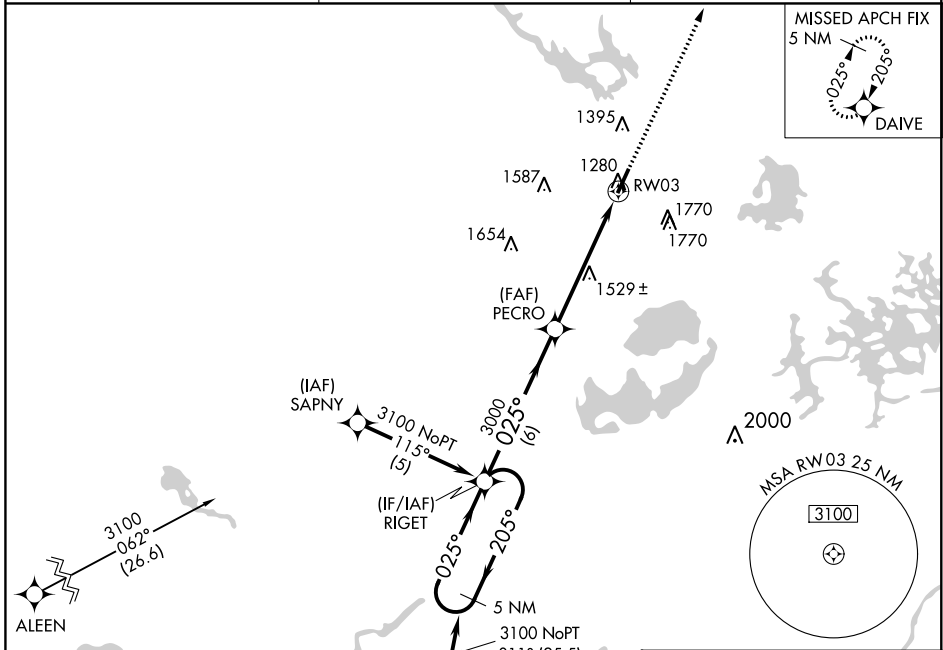 MISSED APCH FIX
5 NM
025°
205°
DAIVE
1395
1280
RW03
1587
1770
1770
1654
1529 ±
(FAF)
PECRO
(IAF)
SAPNY
3100 NoPT
115°
(5)
3000
025°
(6)
2000
(IF/IAF)
RIGET
MSA RW03 25 NM
3100
3100
062°
(26.6)
025°
205°
5 NM
ALEEN
3100 NoPT